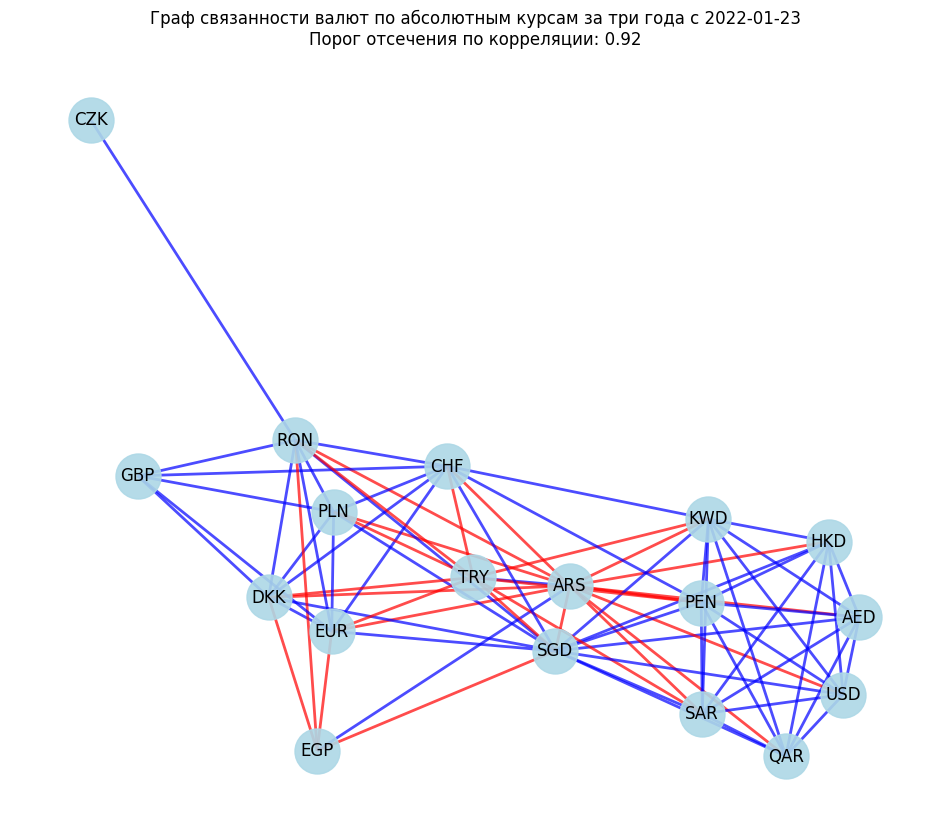 Граф связанности валют по абсолютным курсам за три года с 2022-01-23
Порог отсечения по корреляции: 0.92
CZK
RON
CHF
GBP
PLN
KWD
HKD
TRY
ARS
DKK
PEN
AED
EUR
SGD
USD
SAR
EGP
QAR